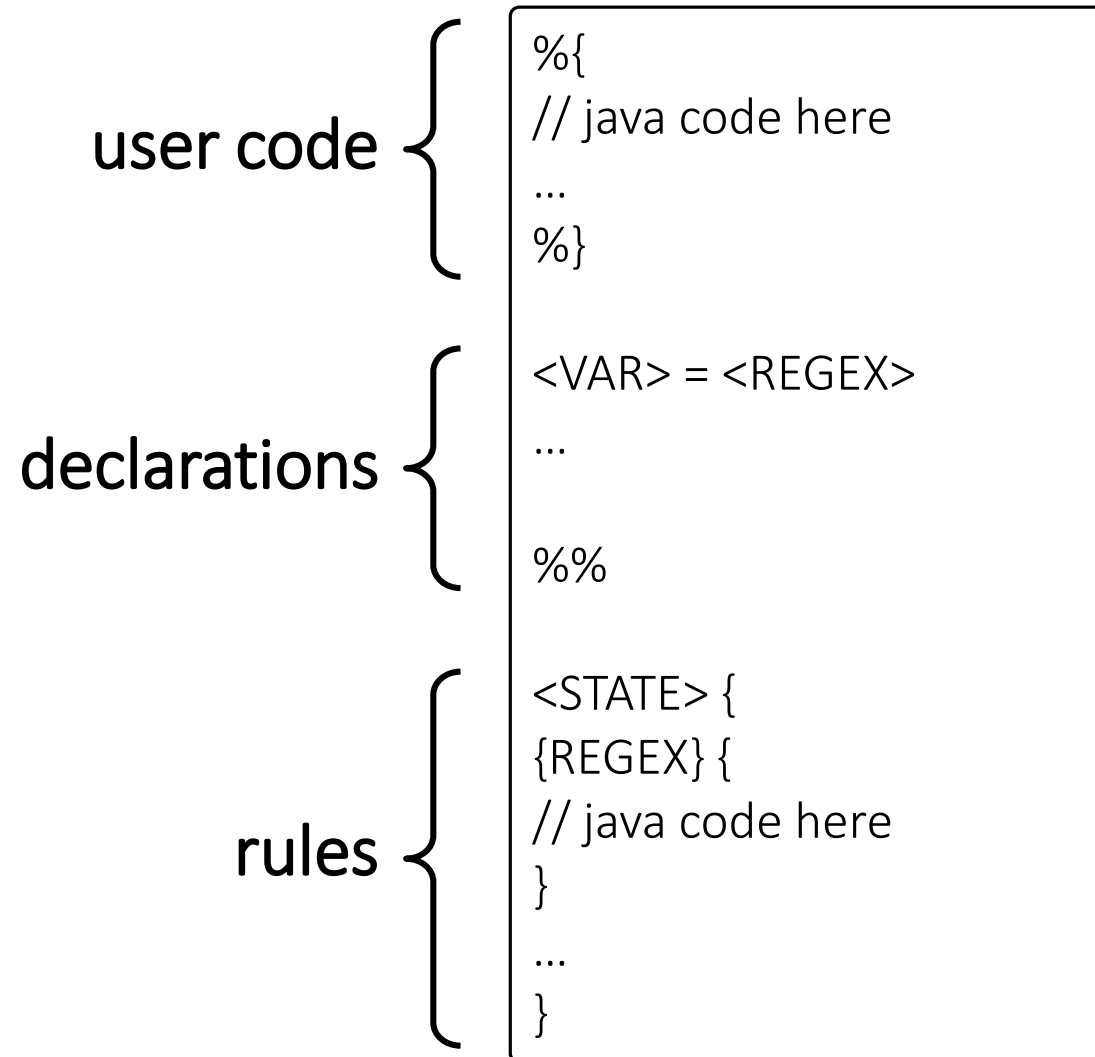 user code
%{
// java code here
...
%}
declarations
<VAR> = <REGEX>
...
%%
rules
<STATE> {
{REGEX} {
// java code here
}
...
}